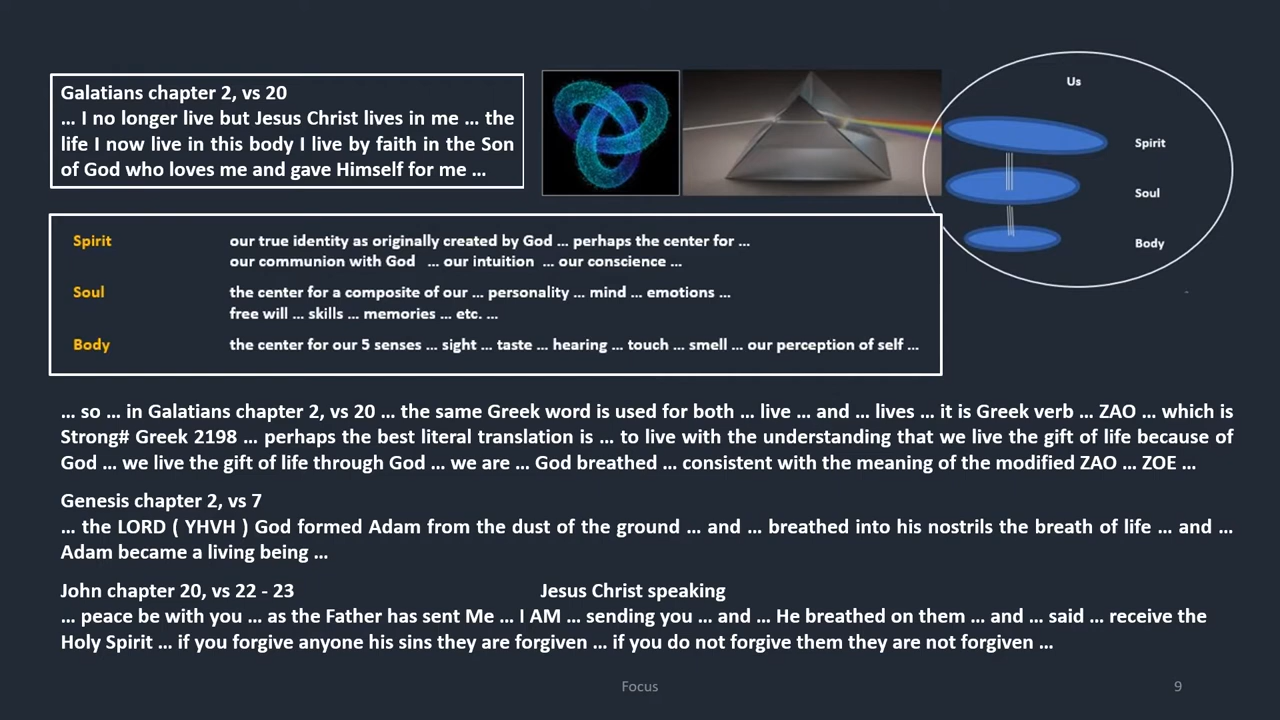 Galatians chapter 2, vs 20
... I no longer live but Jesus Christ lives in me ... the
life I now live in this body I live by faith in the Son
of God who loves me and gave Himself for me ...
Us
Spirit
Soul
Body
Spirit our true identity as originally created by God ... perhaps the center for ...
our communion with God ... our intuition ... our conscience ...
Soul the center for a composite of our ... personality ... mind ... emotions ...
free will ... skills ... memories ... etc. ...
Body the center for our 5 senses ... sight ... taste ... hearing ... touch ... smell ... our perception of self ...
... so ... in Galatians chapter 2, vs 20 ... the same Greek word is used for both ... live ... and ... lives ... it is Greek verb ... ZAO ... which is
Strong# Greek 2198 ... perhaps the best literal translation is ... to live with the understanding that we live the gift of life because of
God ... we live the gift of life through God ... we are ... God breathed ... consistent with the meaning of the modified ZAO ... ZOE ...
Genesis chapter 2, vs 7
... the LORD ( YHVH ) God formed Adam from the dust of the ground ... and ... breathed into his nostrils the breath of life ... and ...
Adam became a living being ...
John chapter 20, vs 22 - 23 Jesus Christ speaking
... peace be with you ... as the Father has sent Me ... I AM ... sending you ... and ... He breathed on them ... and ... said ... receive the
Holy Spirit ... if you forgive anyone his sins they are forgiven ... if you do not forgive them they are not forgiven ...
Focus 9